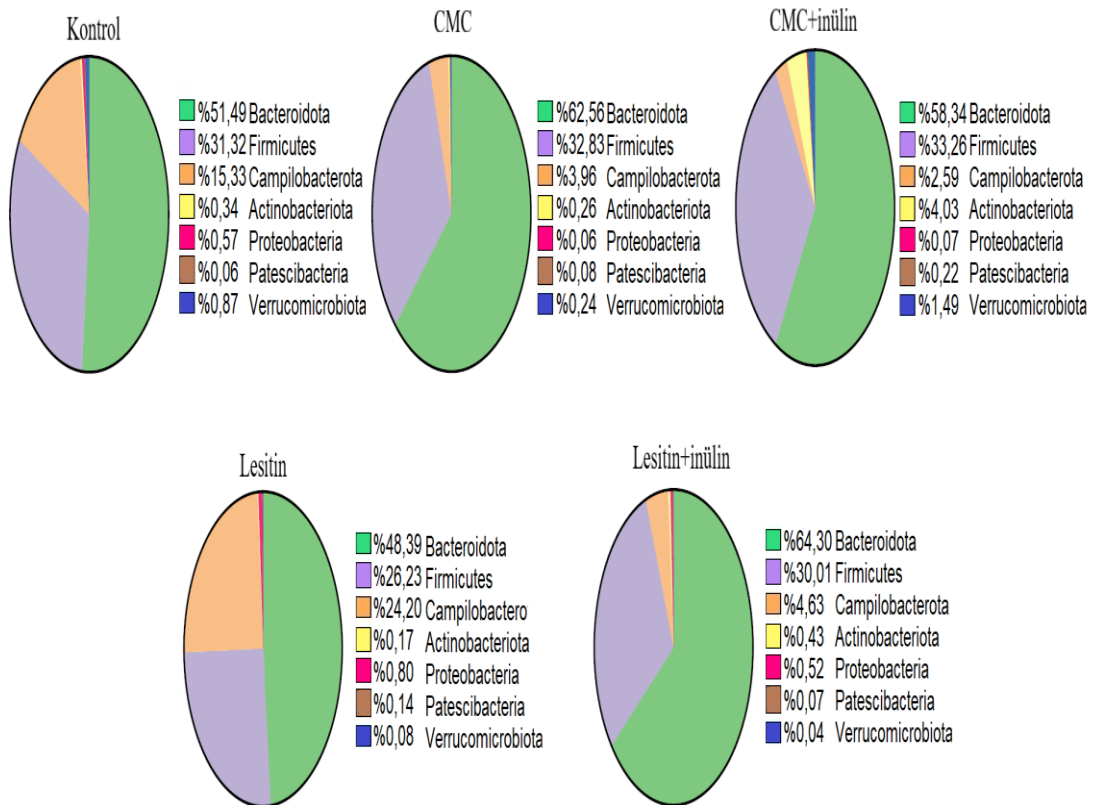 Kontrol
%51,49 Bacteroidota
%31,32 Firmicutes
%15,33 Campilobacterota
%0,34 Actinobacteriota
%0,57 Proteobacteria
%0,06 Patescibacteria
%0,87 Verrucomicrobiota
CMC
%62,56 Bacteroidota
%32,83 Firmicutes
%3,96 Campilobacterota
%0,26 Actinobacteriota
%0,06 Proteobacteria
%0,08 Patescibacteria
%0,24 Verrucomicrobiota
CMC+inülin
%58,34 Bacteroidota
%33,26 Firmicutes
%2,59 Campilobacterota
%4,03 Actinobacteriota
%0,07 Proteobacteria
%0,22 Patescibacteria
%1,49 Verrucomicrobiota
Lesitin
%48,39 Bacteroidota
%26,23 Firmicutes
%24,20 Campilobactero
%0,17 Actinobacteriota
%0,80 Proteobacteria
%0,14 Patescibacteria
%0,08 Verrucomicrobiota
Lesitin+inülin
%64,30 Bacteroidota
%30,01 Firmicutes
%4,63 Campilobacterota
%0,43 Actinobacteriota
%0,52 Proteobacteria
%0,07 Patescibacteria
%0,04 Verrucomicrobiota